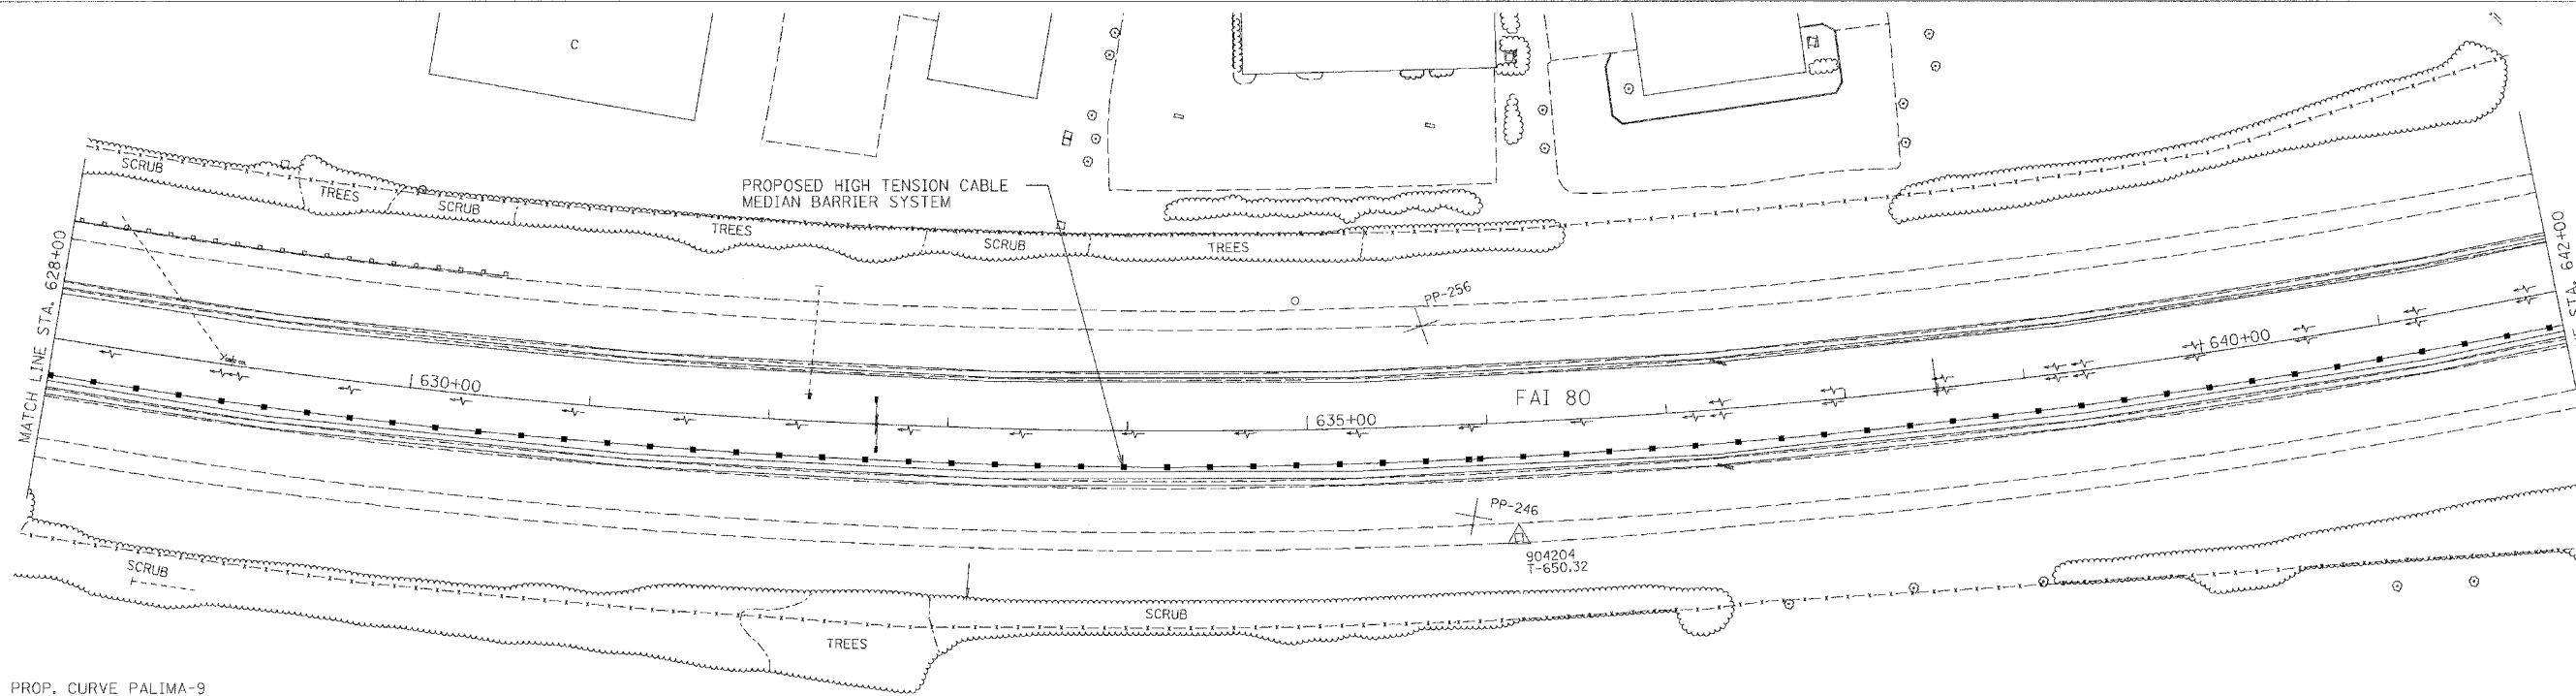 C
SCRUB
TREES
SCRUB
PROPOSED HIGH TENSION CABLE
MEDIAN BARRIER SYSTEM
TREES
SCRUB
TREES
MATCH LINE STA. 628+00
PP-256
STA. 642+00
630+00
635+00
FAI 80
640+00
PP-246
904204
T-650.32
SCRUB
SCRUB
TREES
PROP. CURVE PALIMA-9